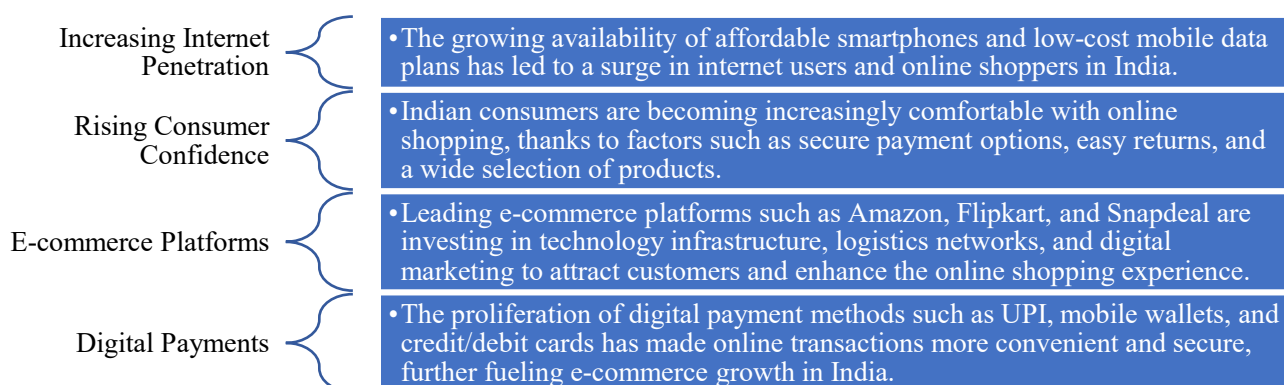 Increasing Internet
Penetration
•The growing availability of affordable smartphones and low-cost mobile data
plans has led to a surge in internet users and online shoppers in India.
Rising Consumer
Confidence
•Indian consumers are becoming increasingly comfortable with online
shopping, thanks to factors such as secure payment options, easy returns, and
a wide selection of products.
E-commerce Platforms
•Leading e-commerce platforms such as Amazon, Flipkart, and Snapdeal are
investing in technology infrastructure, logistics networks, and digital
marketing to attract customers and enhance the online shopping experience.
Digital Payments
•The proliferation of digital payment methods such as UPI, mobile wallets, and
credit/debit cards has made online transactions more convenient and secure,
further fueling e-commerce growth in India.